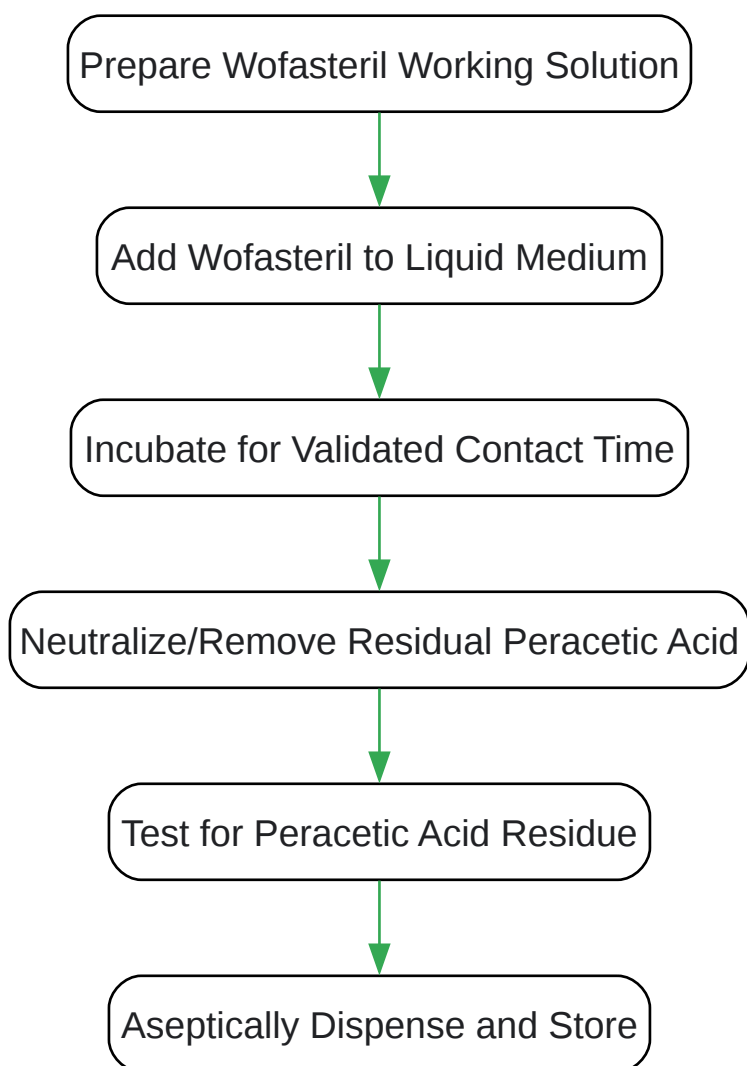 Prepare Wofasteril Working Solution
Add Wofasteril to Liquid Medium
Incubate for Validated Contact Time
Neutralize/Remove Residual Peracetic Acid
Test for Peracetic Acid Residue
Aseptically Dispense and Store